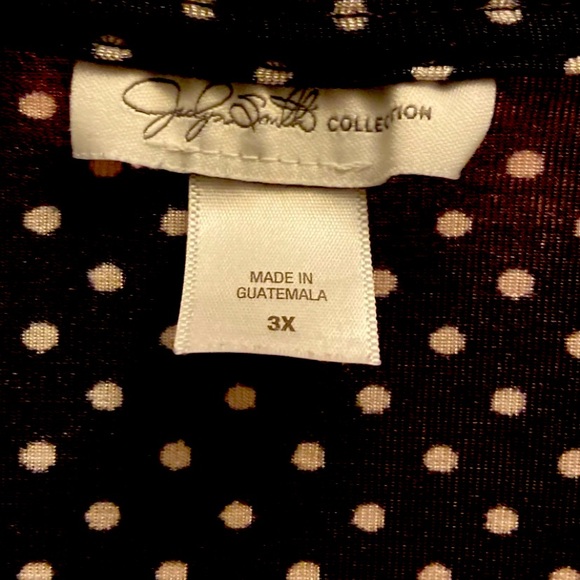 Jaclyn Smith COLLECTION
MADE IN
GUATEMALA
3X